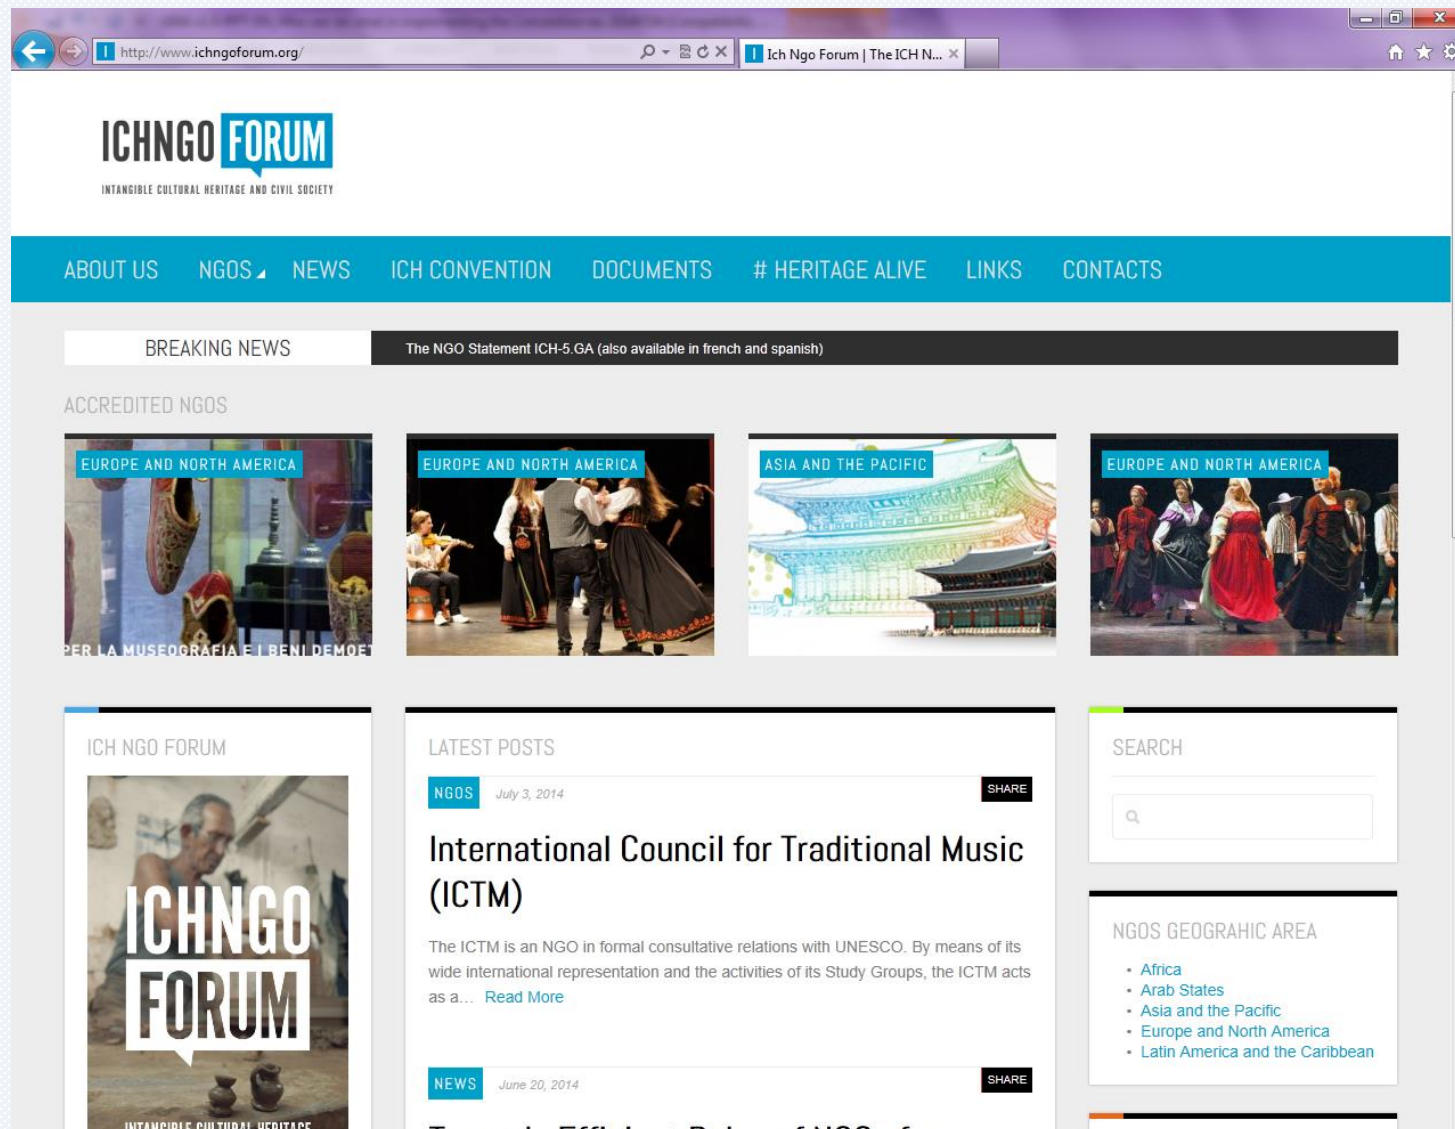 http://www.ichngoforum.org/
Ich Ngo Forum | The ICH N...
ICHNGO FORUM
INTANGIBLE CULTURAL HERITAGE AND CIVIL SOCIETY
ABOUT US NGOS NEWS ICH CONVENTION DOCUMENTS # HERITAGE ALIVE LINKS CONTACTS
BREAKING NEWS The NGO Statement ICH-5.GA (also available in french and spanish)
ACCREDITED NGOS
EUROPE AND NORTH AMERICA EUROPE AND NORTH AMERICA ASIA AND THE PACIFIC EUROPE AND NORTH AMERICA
PER LA MUSEOGRAFIA E I BENI DEMOET
ICH NGO FORUM
ICHNGO
FORUM
INTANGIBLE CULTURAL HERITAGE
LATEST POSTS
NGOS July 3, 2014 SHARE
International Council for Traditional Music
(ICTM)
The ICTM is an NGO in formal consultative relations with UNESCO. By means of its
wide international representation and the activities of its Study Groups, the ICTM acts
as a... Read More
NEWS June 20, 2014 SHARE
SEARCH
NGOS GEOGRAHIC AREA
Africa
Arab States
Asia and the Pacific
Europe and North America
Latin America and the Caribbean